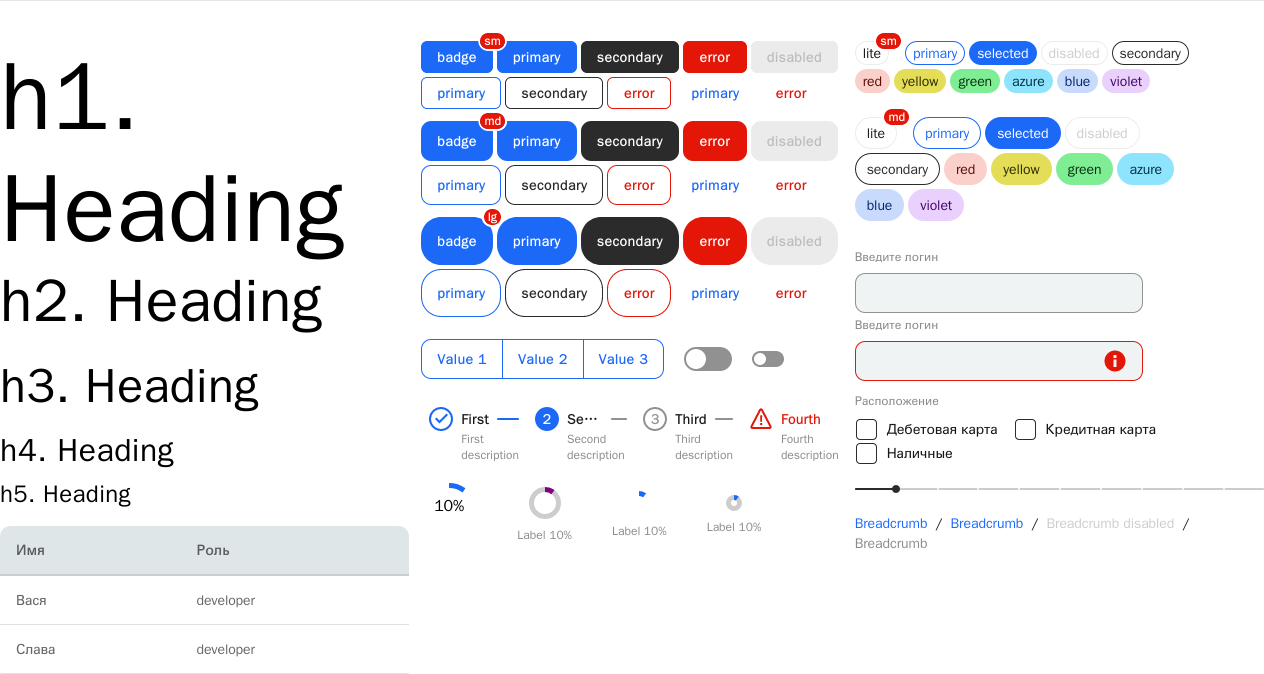 h1.
Heading
h2. Heading
h3. Heading
h4. Heading
h5. Heading
Имя Роль
Вася developer
Слава developer
sm
badge primary secondary error disabled
primary secondary error primary error
md
badge primary secondary error disabled
primary secondary error primary error
lg
badge primary secondary error disabled
primary secondary error primary error
Value 1 Value 2 Value 3
First 2 Se··· 3 Third Fourth
First Second Third Fourth
description description description description
10%
Label 10% Label 10% Label 10%
sm
lite primary selected disabled secondary
red yellow green azure blue violet
md
lite primary selected disabled
secondary red yellow green azure
blue violet
Введите логин
Введите логин
Расположение
Дебетовая карта Кредитная карта
Наличные
Breadcrumb / Breadcrumb / Breadcrumb disabled /
Breadcrumb